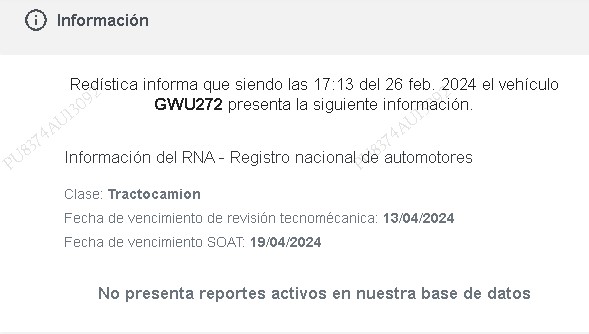 Información
Redística informa que siendo las 17:13 del 26 feb. 2024 el vehículo
GWU272 presenta la siguiente información.
Información del RNA - Registro nacional de automotores
Clase: Tractocamion
Fecha de vencimiento de revisión tecnomécanica: 13/04/2024
Fecha de vencimiento SOAT: 19/04/2024
No presenta reportes activos en nuestra base de datos